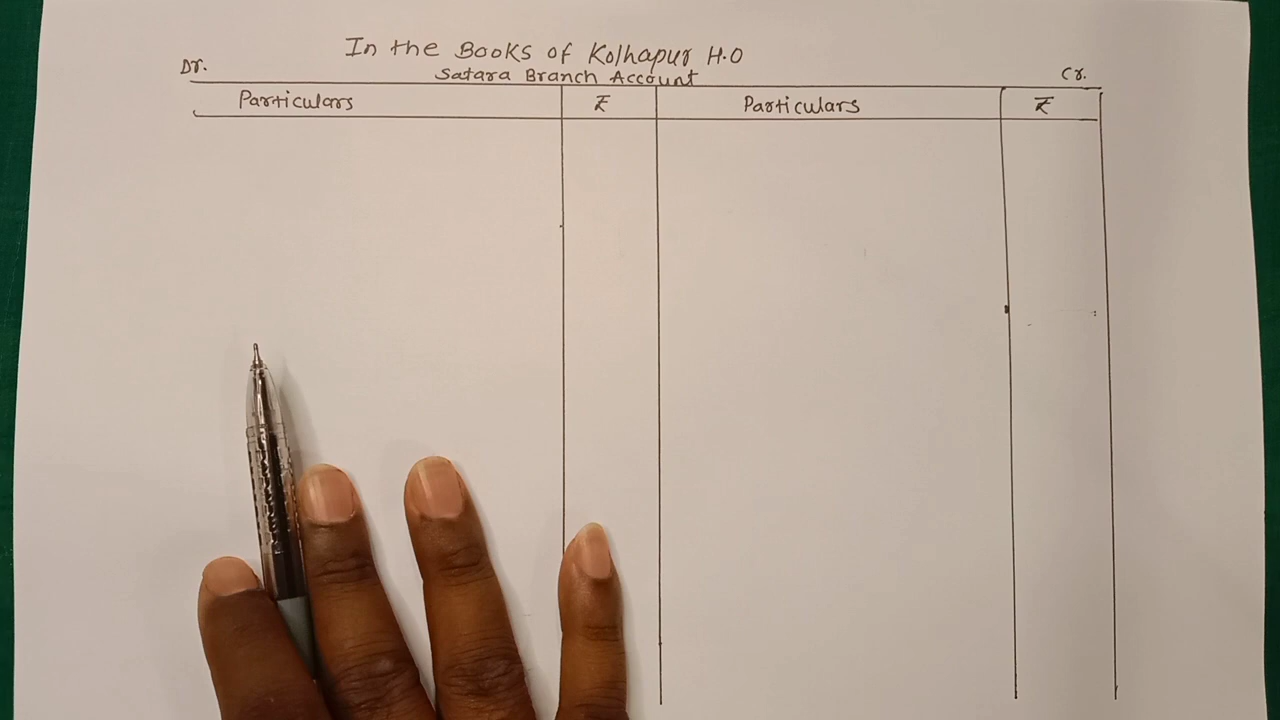 In the Books of Kolhapur H.O
Dr. Satara Branch Account Cr.
Particulars ₹ Particulars ₹